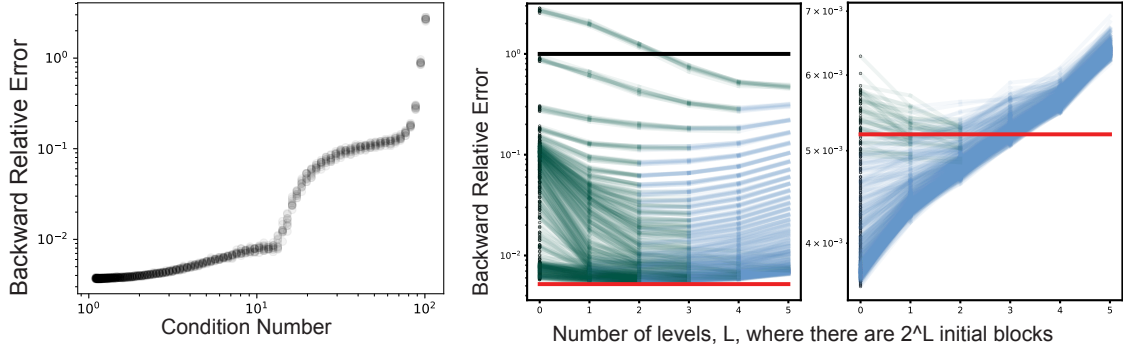 Backward Relative Error
10^0
10^-1
10^-2
10^0 10^1 10^2
Condition Number
Backward Relative Error
10^0
10^-1
10^-2
0 1 2 3 4 5
7 × 10^-3
6 × 10^-3
5 × 10^-3
4 × 10^-3
0 1 2 3 4 5
Number of levels, L, where there are 2^L initial blocks